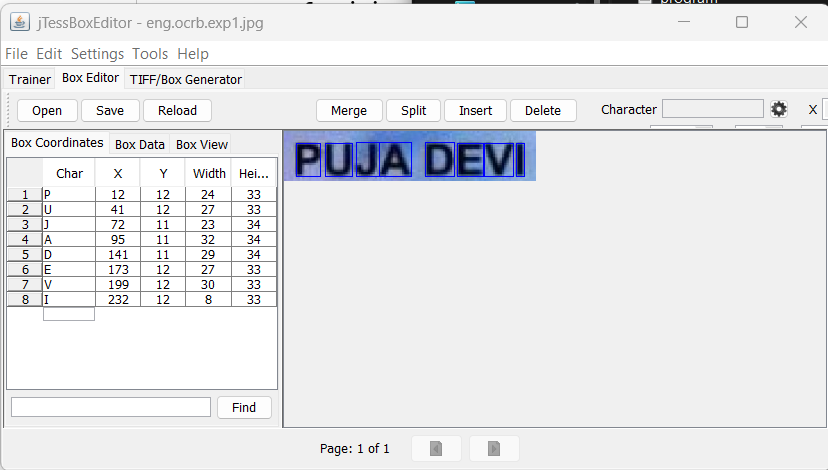 program
jTessBoxEditor - eng.ocrb.exp1.jpg
File Edit Settings Tools Help
Trainer Box Editor TIFF/Box Generator
Open Save Reload Merge Split Insert Delete Character X
Box Coordinates Box Data Box View
Char X Y Width Hei...
1 P 12 12 24 33
2 U 41 12 27 33
3 J 72 11 23 34
4 A 95 11 32 34
5 D 141 11 29 34
6 E 173 12 27 33
7 V 199 12 30 33
8 I 232 12 8 33
PUJA DEVI
Find
Page: 1 of 1